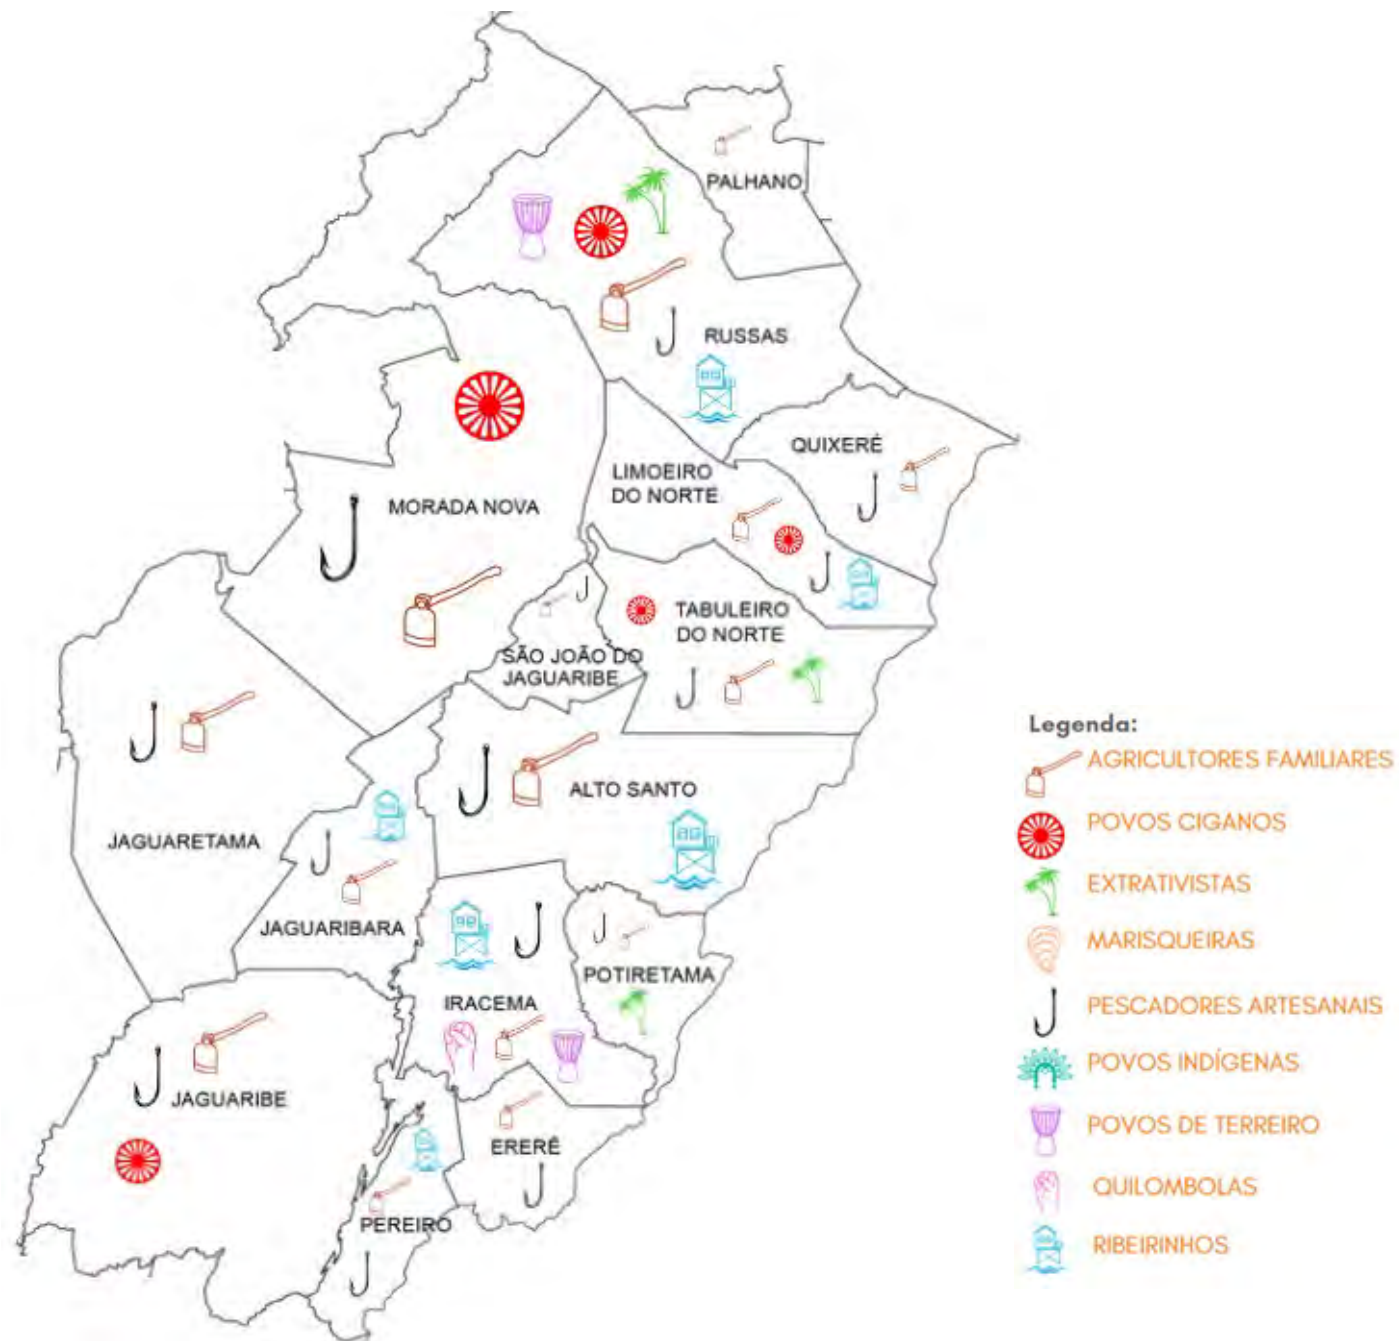 PALHANO
RUSSAS
QUIXERÉ
LIMOEIRO
DO NORTE
MORADA NOVA
TABULEIRO
DO NORTE
SÃO JOÃO DO
JAGUARIBE
ALTO SANTO
JAGUARETAMA
JAGUARIBARA
POTIRETAMA
IRACEMA
JAGUARIBE
ERERÊ
PEREIRO
Legenda:
AGRICULTORES FAMILIARES
POVOS CIGANOS
EXTRATIVISTAS
MARISQUEIRAS
PESCADORES ARTESANAIS
POVOS INDÍGENAS
POVOS DE TERREIRO
QUILOMBOLAS
RIBEIRINHOS